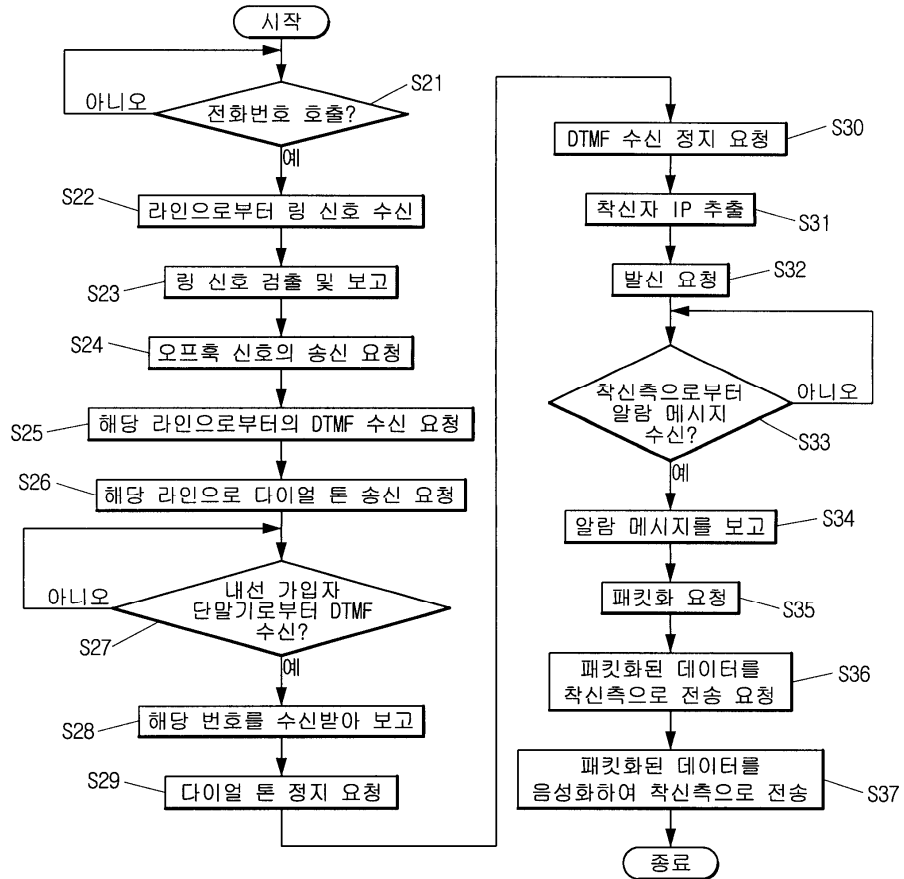 시작
전화번호 호출?
S21
아니오
예
S22
라인으로부터 링 신호 수신
링 신호 검출 및 보고
S23
S24
오프훅 신호의 송신 요청
S25
해당 라인으로부터의 DTMF 수신 요청
S26
해당 라인으로 다이얼 톤 송신 요청
내선 가입자
단말기로부터 DTMF
수신?
아니오
S27
예
해당 번호를 수신받아 보고
S28
S29
다이얼 톤 정지 요청
DTMF 수신 정지 요청
S30
착신자 IP 추출
S31
발신 요청
S32
착신측으로부터
알람 메시지
수신?
아니오
S33
예
알람 메시지를 보고
S34
패킷화 요청
S35
패킷화된 데이터를
착신측으로 전송 요청
S36
패킷화된 데이터를
음성화하여 착신측으로 전송
S37
종료